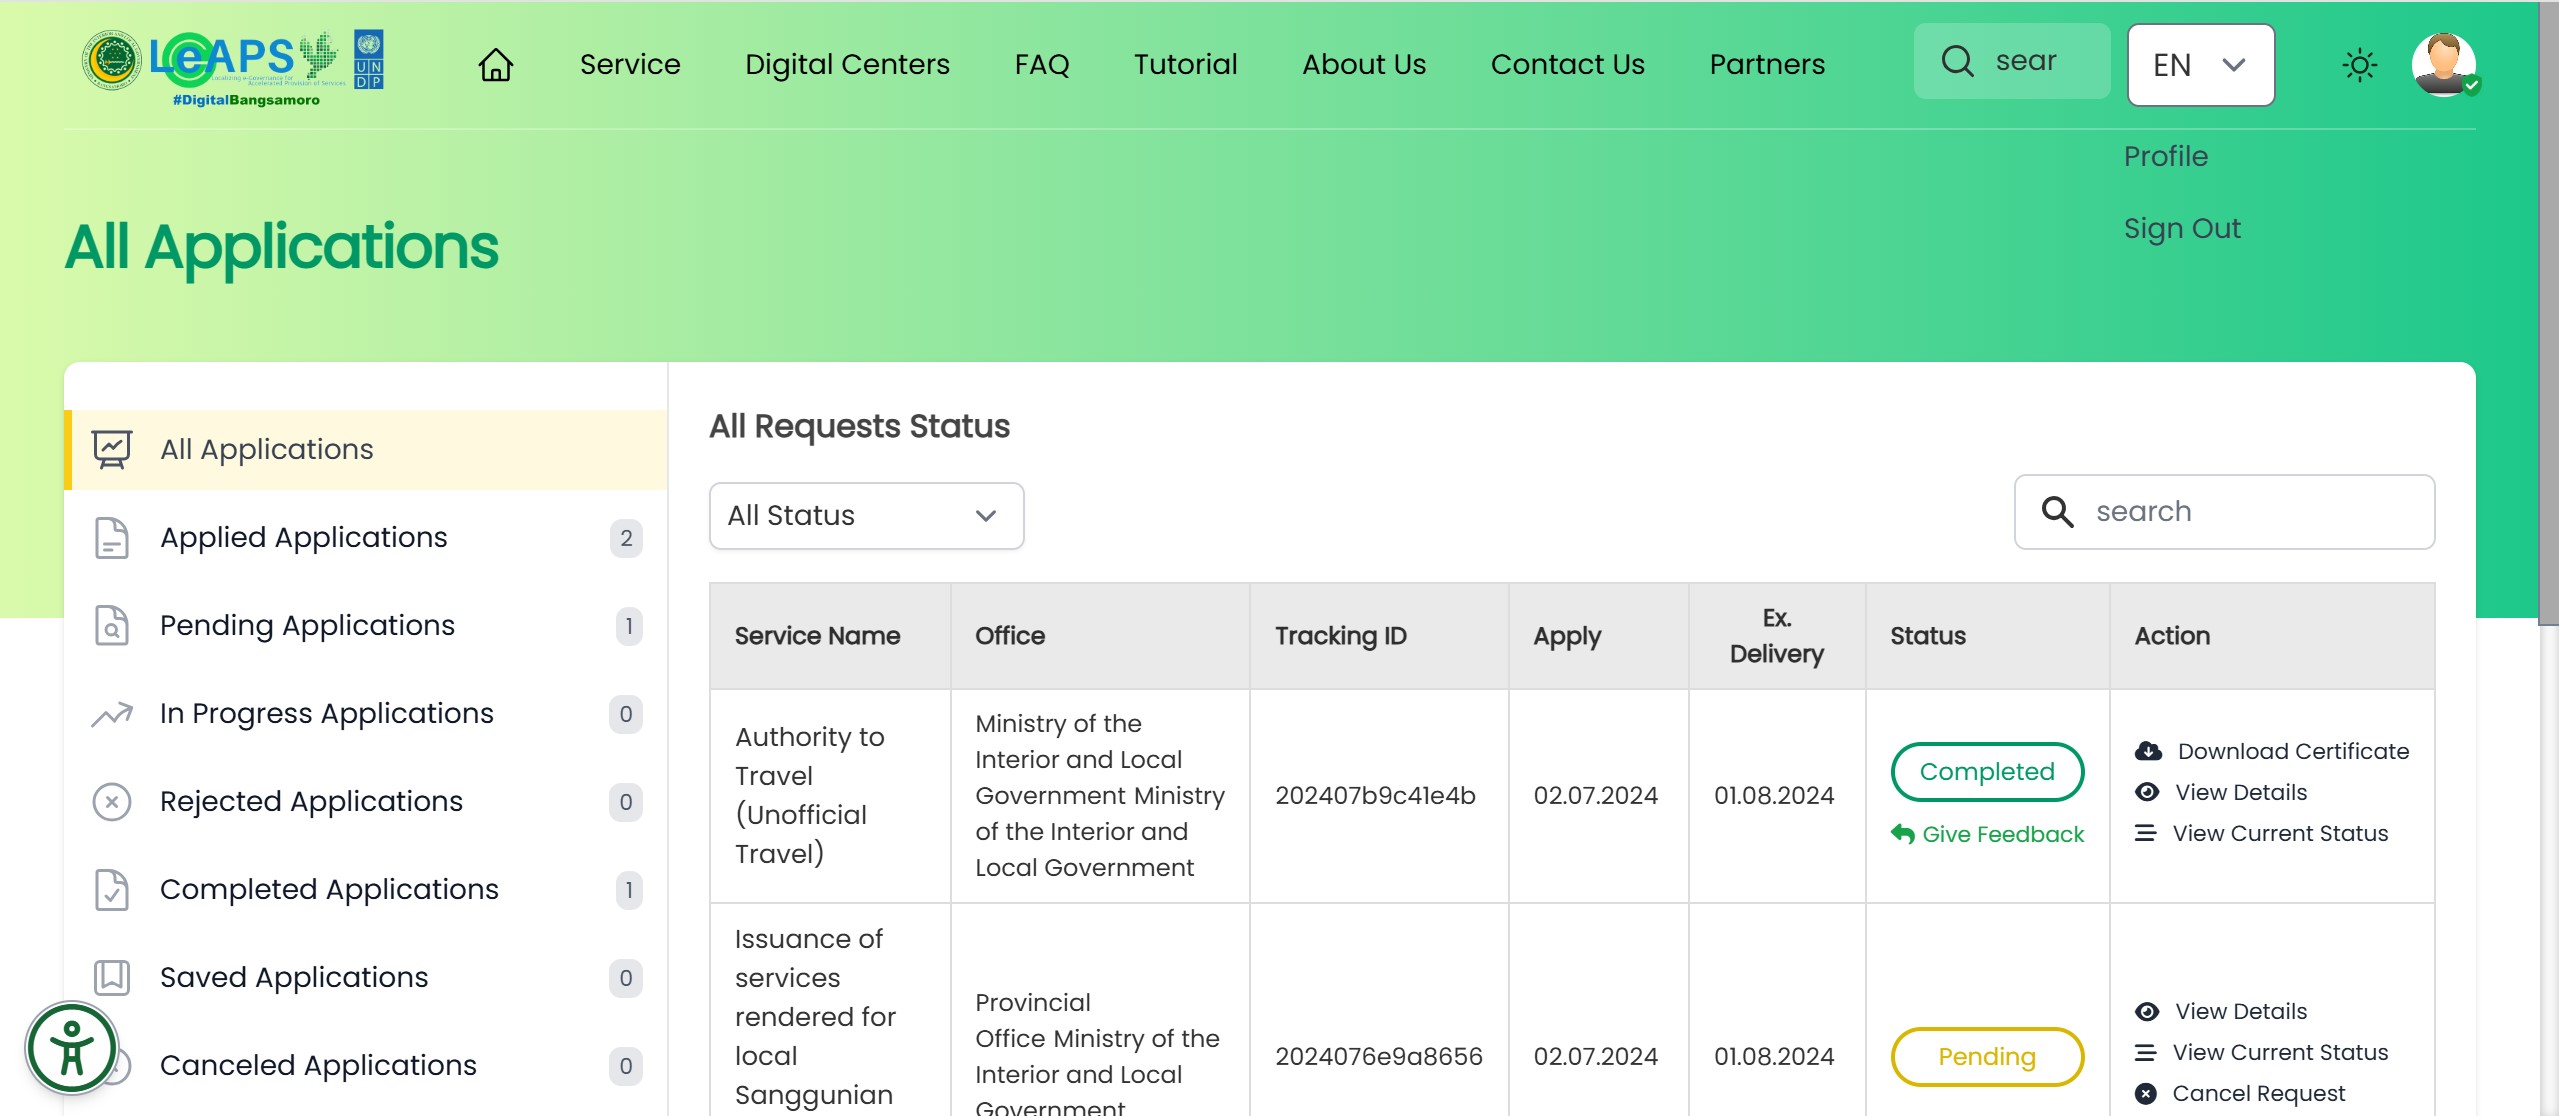 LeAPS
UN
DP
#DigitalBangsamoro
Service
Digital Centers
FAQ
Tutorial
About Us
Contact Us
Partners
sear
EN
Profile
Sign Out
All Applications
All Applications
Applied Applications 2
Pending Applications 1
In Progress Applications 0
Rejected Applications 0
Completed Applications 1
Saved Applications 0
Canceled Applications 0
All Requests Status
All Status
search
Service Name
Office
Tracking ID
Apply
Ex.
Delivery
Status
Action
Authority to
Travel
(Unofficial
Travel)
Ministry of the
Interior and Local
Government Ministry
of the Interior and
Local Government
202407b9c41e4b
02.07.2024
01.08.2024
Completed
Give Feedback
Download Certificate
View Details
View Current Status
Issuance of
services
rendered for
local
Sanggunian
Provincial
Office Ministry of the
Interior and Local
Government
2024076e9a8656
02.07.2024
01.08.2024
Pending
View Details
View Current Status
Cancel Request